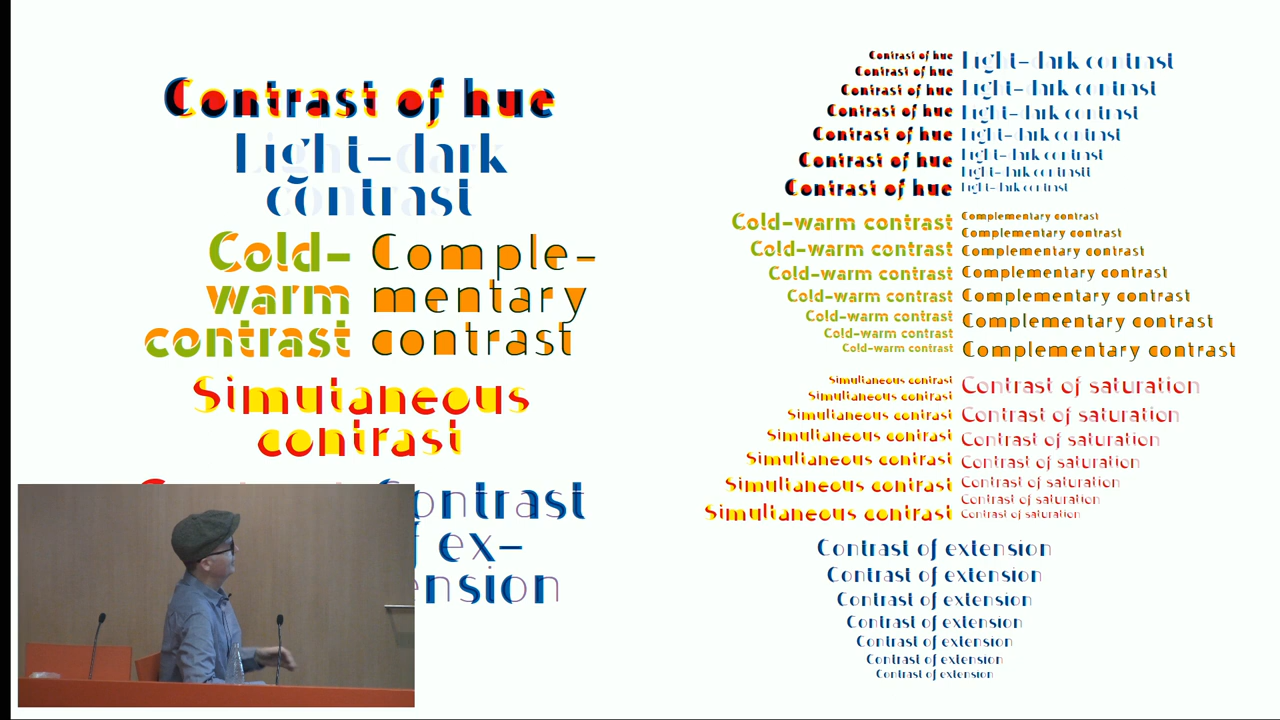 Contrast of hue
Light-dark
contrast
Cold-
warm
contrast
Comple-
mentary
contrast
Simultaneous
contrast
Contrast
ex-
Contrast of hue
Contrast of hue
Contrast of hue
Contrast of hue
Contrast of hue
Contrast of hue
Contrast of hue
Light-dark contrast
Light-dark contrast
Light-dark contrast
Light-dark contrast
Light-dark contrast
Light-dark contrast
Light-dark contrast
Cold-warm contrast
Cold-warm contrast
Cold-warm contrast
Cold-warm contrast
Cold-warm contrast
Cold-warm contrast
Cold-warm contrast
Complementary contrast
Complementary contrast
Complementary contrast
Complementary contrast
Complementary contrast
Complementary contrast
Complementary contrast
Simultaneous contrast
Simultaneous contrast
Simultaneous contrast
Simultaneous contrast
Simultaneous contrast
Simultaneous contrast
Simultaneous contrast
Contrast of saturation
Contrast of saturation
Contrast of saturation
Contrast of saturation
Contrast of saturation
Contrast of saturation
Contrast of saturation
Contrast of extension
Contrast of extension
Contrast of extension
Contrast of extension
Contrast of extension
Contrast of extension
Contrast of extension